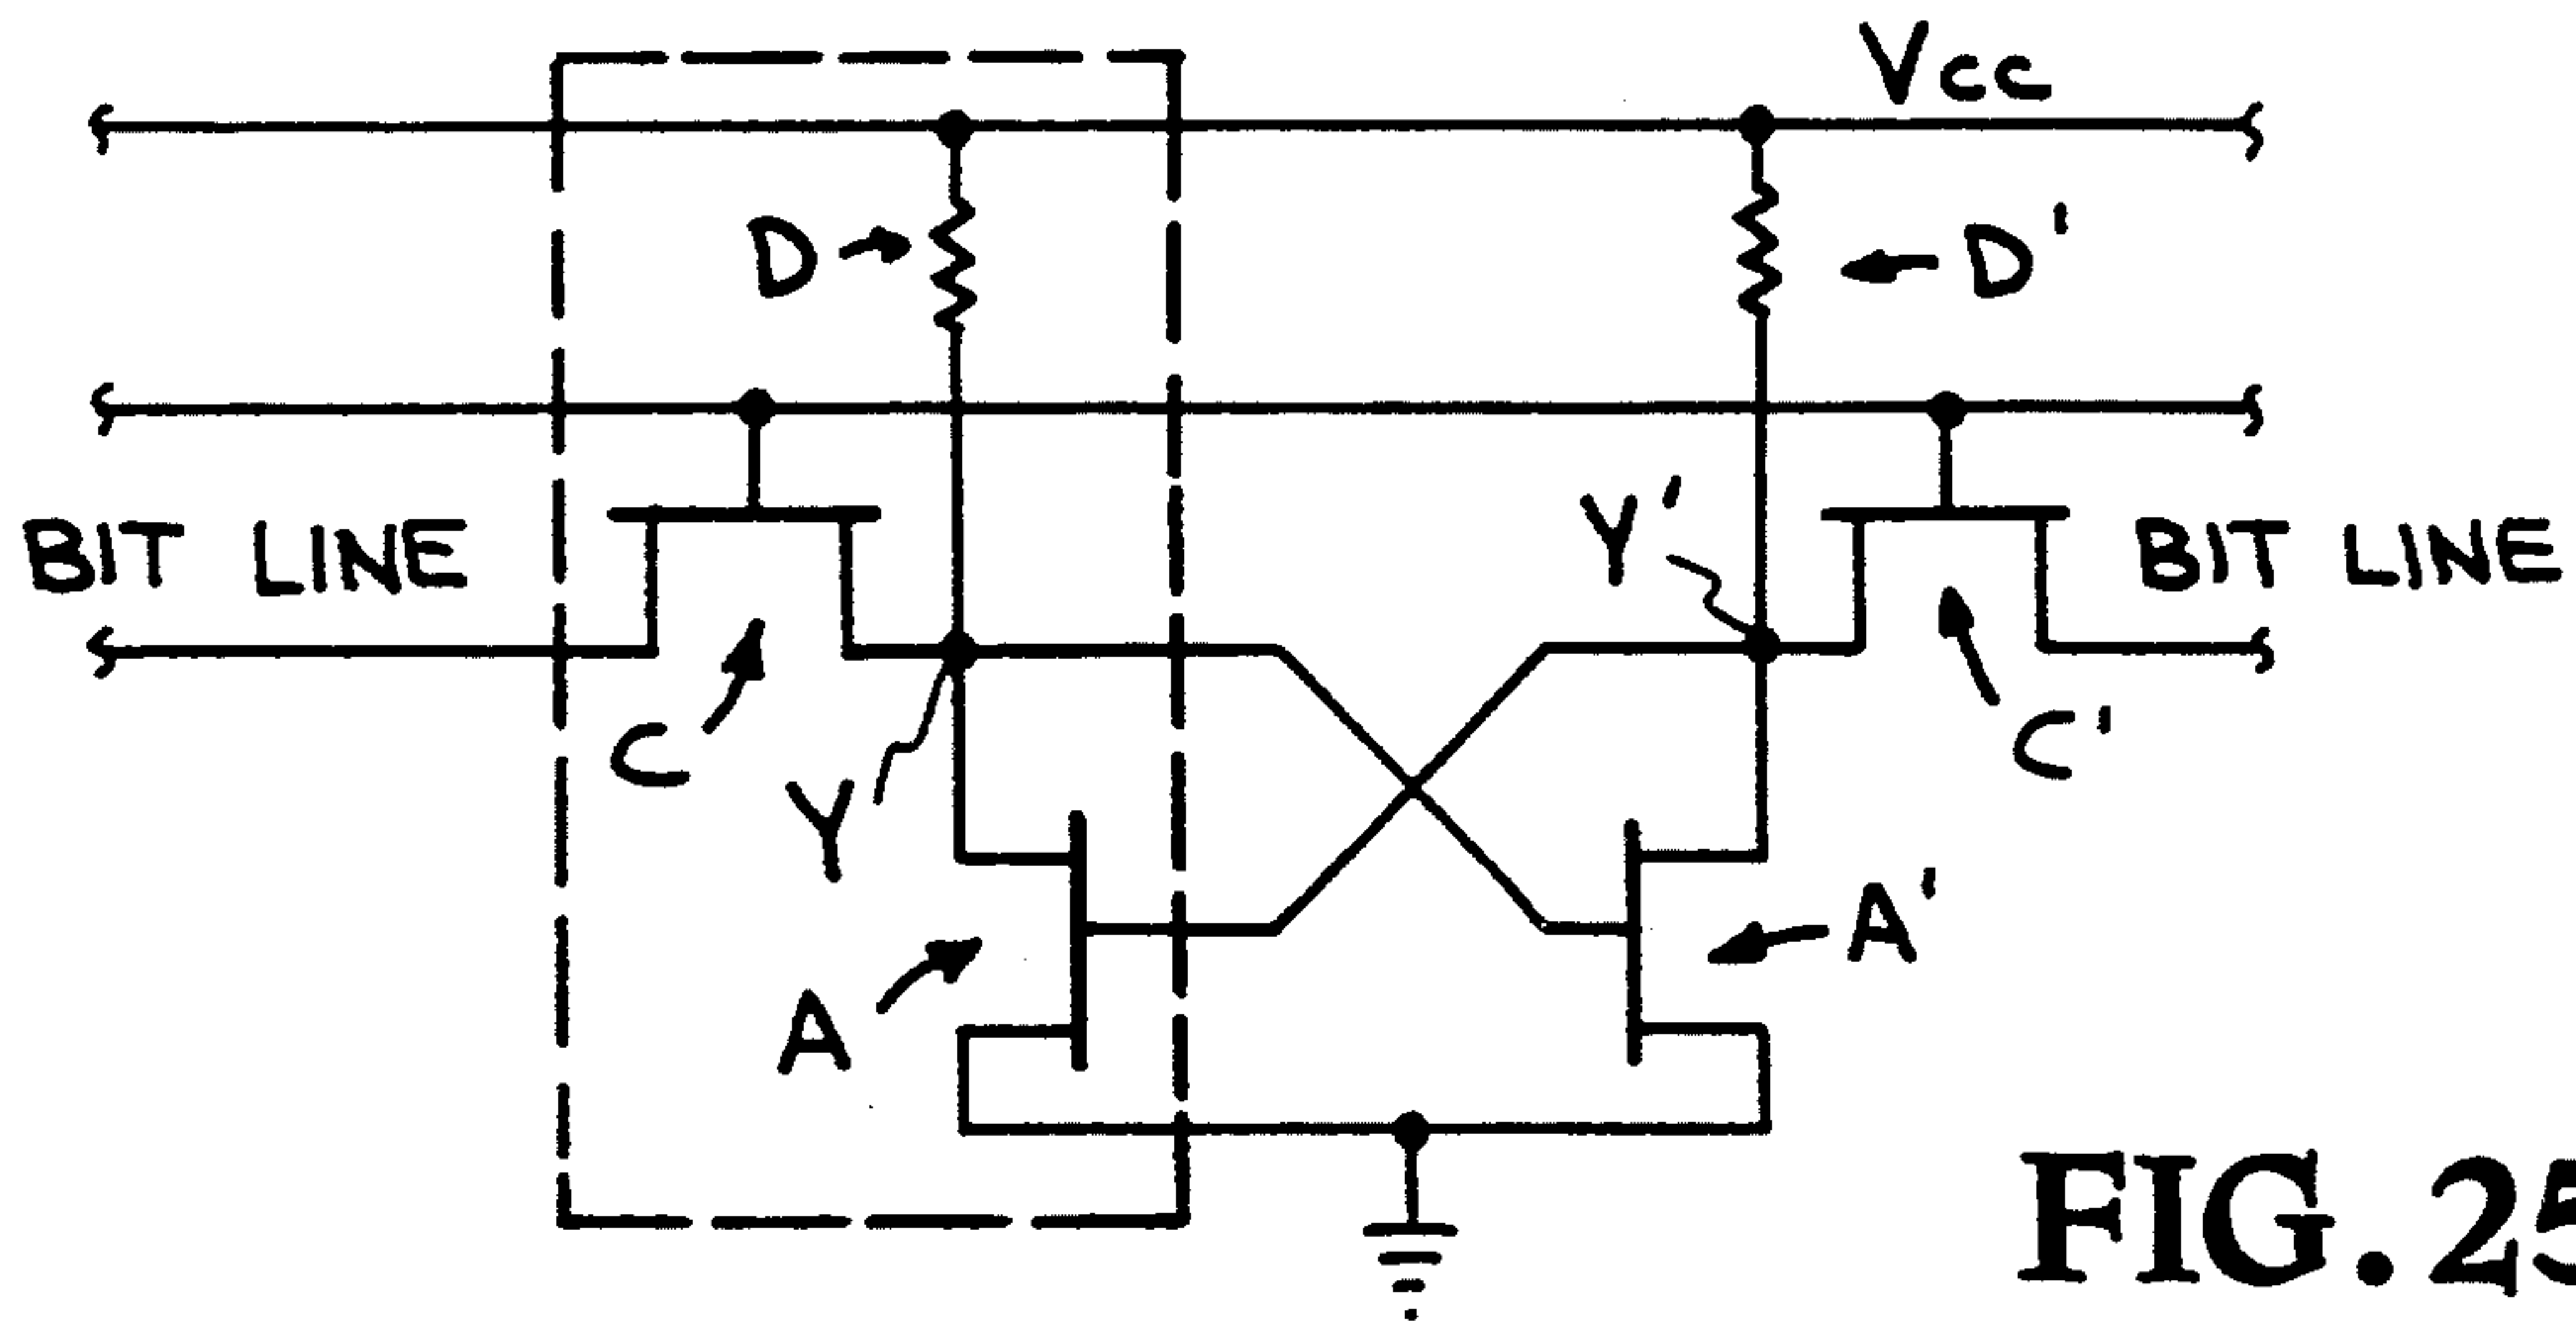 Vcc
D
D'
BIT LINE
Y'
BIT LINE
C
C'
Y
A'
A
FIG. 25